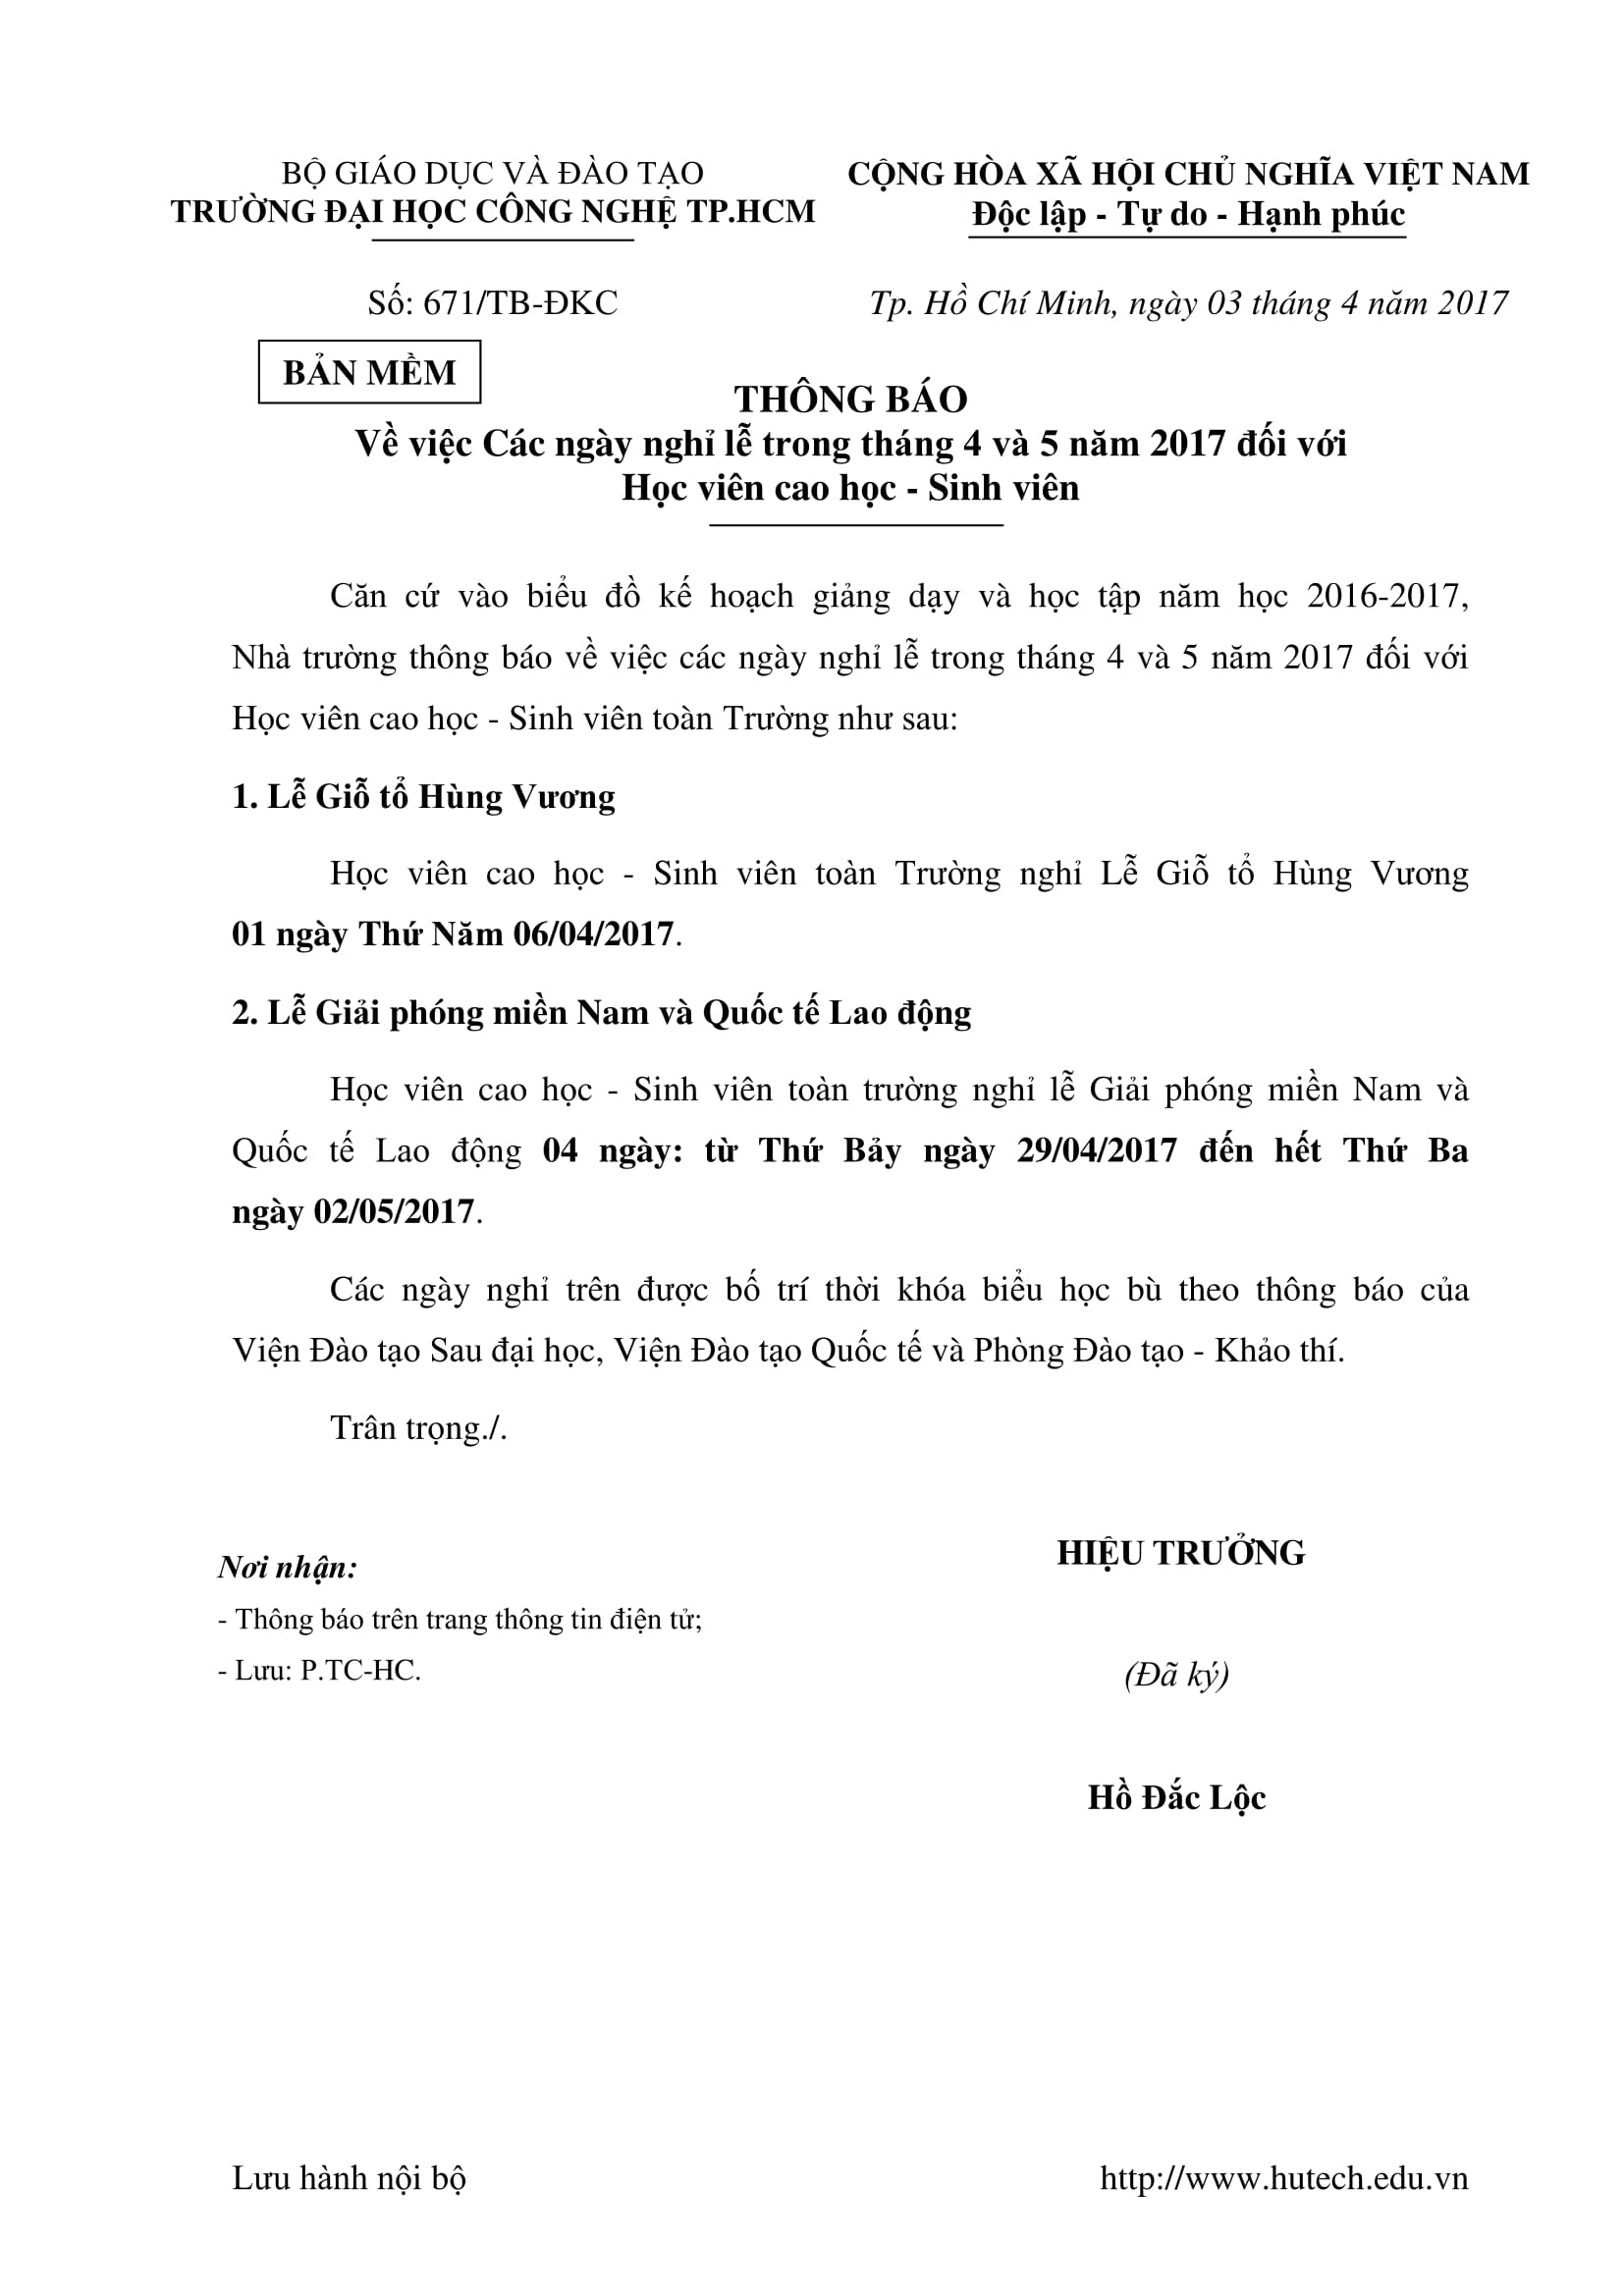 BỘ GIÁO DỤC VÀ ĐÀO TẠO
TRƯỜNG ĐẠI HỌC CÔNG NGHỆ TP.HCM
CỘNG HÒA XÃ HỘI CHỦ NGHĨA VIỆT NAM
Độc lập - Tự do - Hạnh phúc
Số: 671/TB-ĐKC
Tp. Hồ Chí Minh, ngày 03 tháng 4 năm 2017
BẢN MỀM
THÔNG BÁO
Về việc Các ngày nghỉ lễ trong tháng 4 và 5 năm 2017 đối với
Học viên cao học - Sinh viên
Căn cứ vào biểu đồ kế hoạch giảng dạy và học tập năm học 2016-2017,
Nhà trường thông báo về việc các ngày nghỉ lễ trong tháng 4 và 5 năm 2017 đối với
Học viên cao học - Sinh viên toàn Trường như sau:
1. Lễ Giỗ tổ Hùng Vương
Học viên cao học - Sinh viên toàn Trường nghỉ Lễ Giỗ tổ Hùng Vương
01 ngày Thứ Năm 06/04/2017.
2. Lễ Giải phóng miền Nam và Quốc tế Lao động
Học viên cao học - Sinh viên toàn trường nghỉ lễ Giải phóng miền Nam và
Quốc tế Lao động 04 ngày: từ Thứ Bảy ngày 29/04/2017 đến hết Thứ Ba
ngày 02/05/2017.
Các ngày nghỉ trên được bố trí thời khóa biểu học bù theo thông báo của
Viện Đào tạo Sau đại học, Viện Đào tạo Quốc tế và Phòng Đào tạo - Khảo thí.
Trân trọng./.
Nơi nhận:
- Thông báo trên trang thông tin điện tử;
- Lưu: P.TC-HC.
HIỆU TRƯỞNG
(Đã ký)
Hồ Đắc Lộc
Lưu hành nội bộ
http://www.hutech.edu.vn